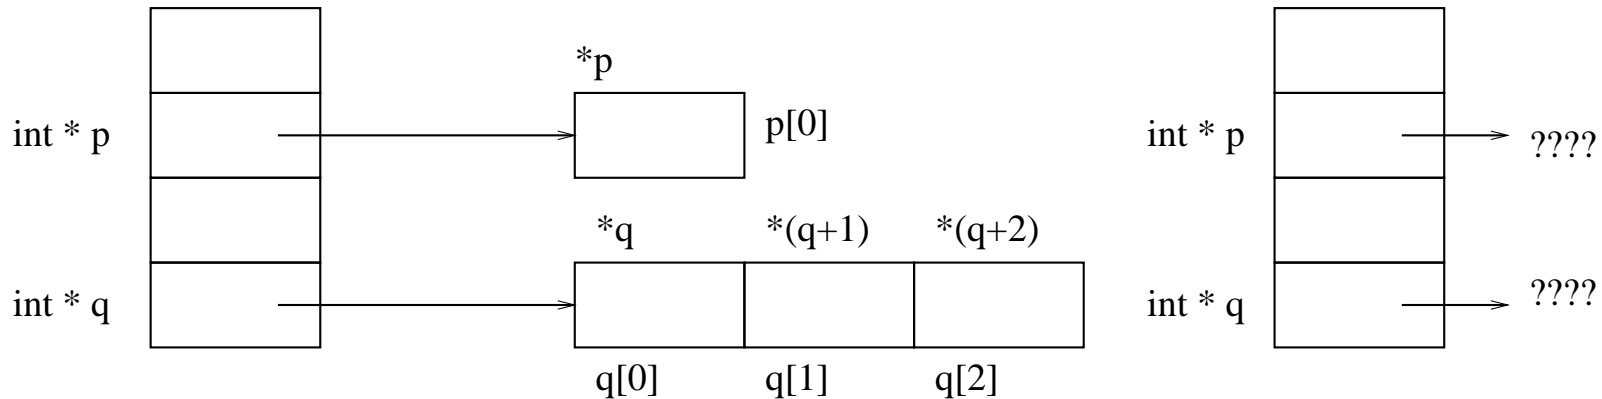 *p
int * p
p[0]
int * p
????
*q
*(q+1)
*(q+2)
int * q
int * q
????
q[0]
q[1]
q[2]